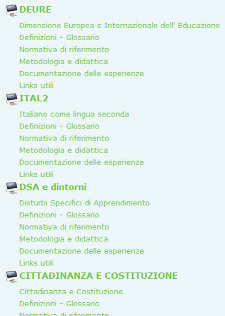 DEURE
Dimensione Europea e Internazionale dell' Educazione
Definizioni - Glossario
Normativa di riferimento
Metodologia e didattica
Documentazione delle esperienze
Links utili
ITAL2
Italiano come lingua seconda
Definizioni - Glossario
Normativa di riferimento
Metodologia e didattica
Documentazione delle esperienze
Links utili
DSA e dintorni
Disturbi Specifici di Apprendimento
Definizioni - Glossario
Normativa di riferimento
Metodologia e didattica
Documentazione delle esperienze
Links utili
CITTADINANZA E COSTITUZIONE
Cittadinanza e Costituzione
Definizioni - Glossario
Normativa di riferimento